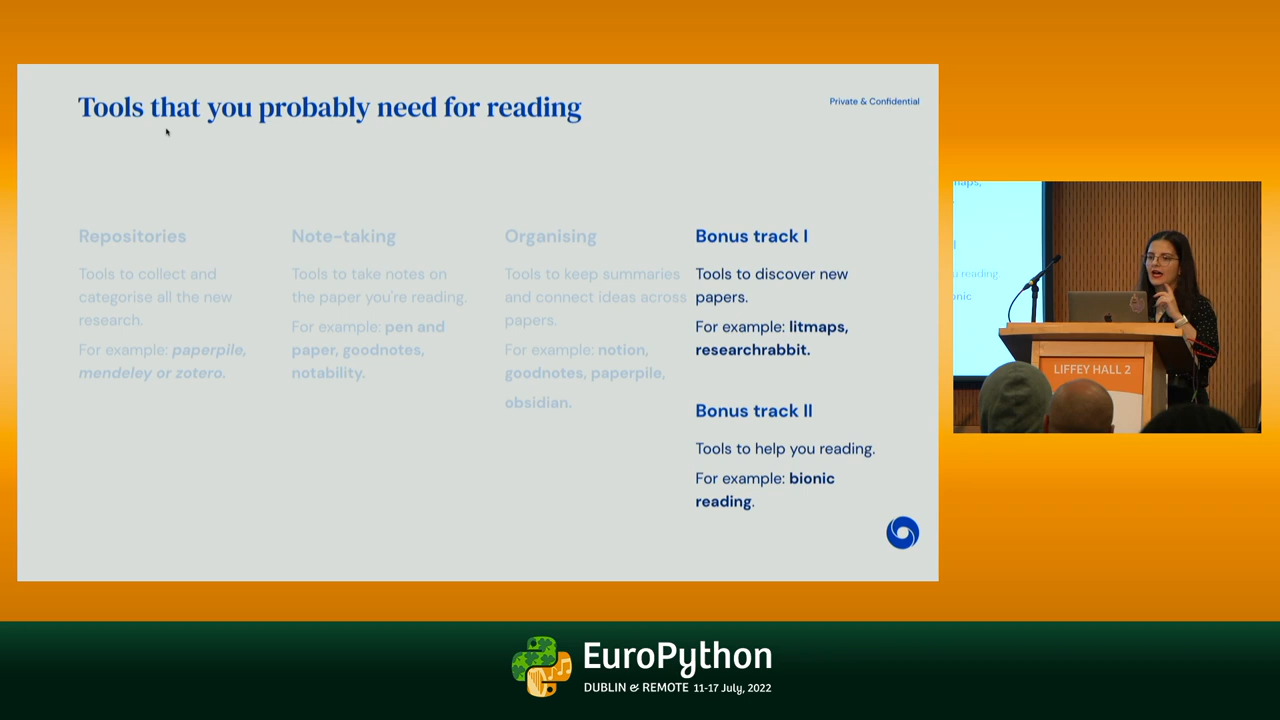 Tools that you probably need for reading
Private & Confidential
Repositories
Tools to collect and
categorise all the new
research.
For example: paperpile,
mendeley or zotero.
Note-taking
Tools to take notes on
the paper you're reading.
For example: pen and
paper, goodnotes,
notability.
Organising
Tools to keep summaries
and connect ideas across
papers.
For example: notion,
goodnotes, paperpile,
obsidian.
Bonus track I
Tools to discover new
papers.
For example: litmaps,
researchrabbit.
Bonus track II
Tools to help you reading.
For example: bionic
reading.
maps,
u reading.
onic
LIFFEY HALL 2
EuroPython
DUBLIN & REMOTE 11-17 July, 2022